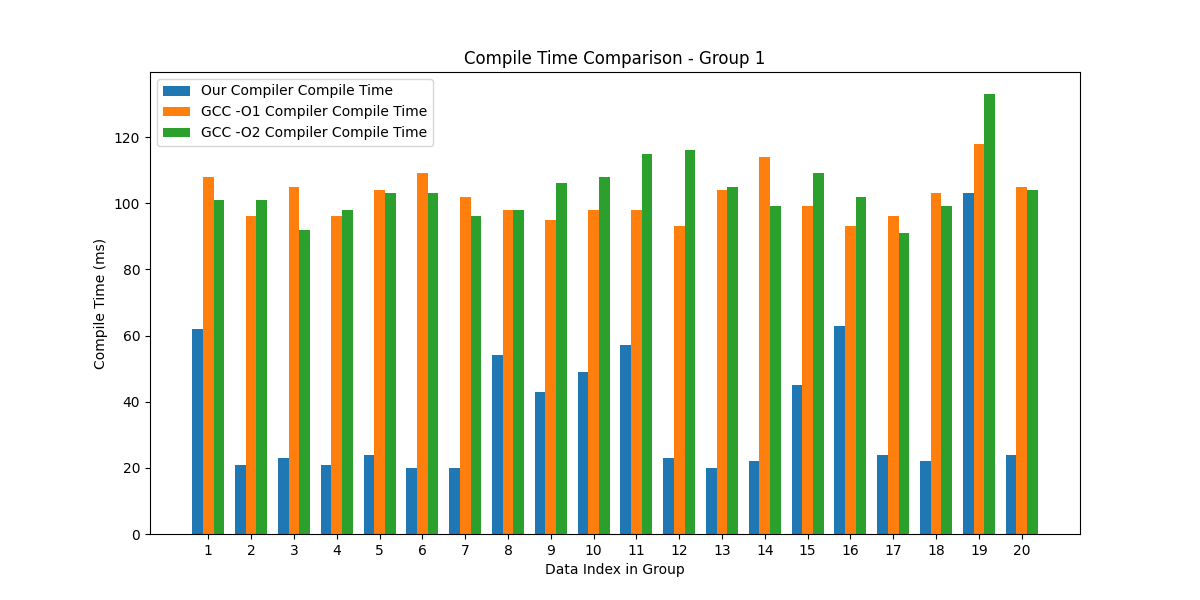 Compile Time Comparison - Group 1
Our Compiler Compile Time
GCC -O1 Compiler Compile Time
GCC -O2 Compiler Compile Time
Compile Time (ms)
120
100
80
60
40
20
0
1 2 3 4 5 6 7 8 9 10 11 12 13 14 15 16 17 18 19 20
Data Index in Group